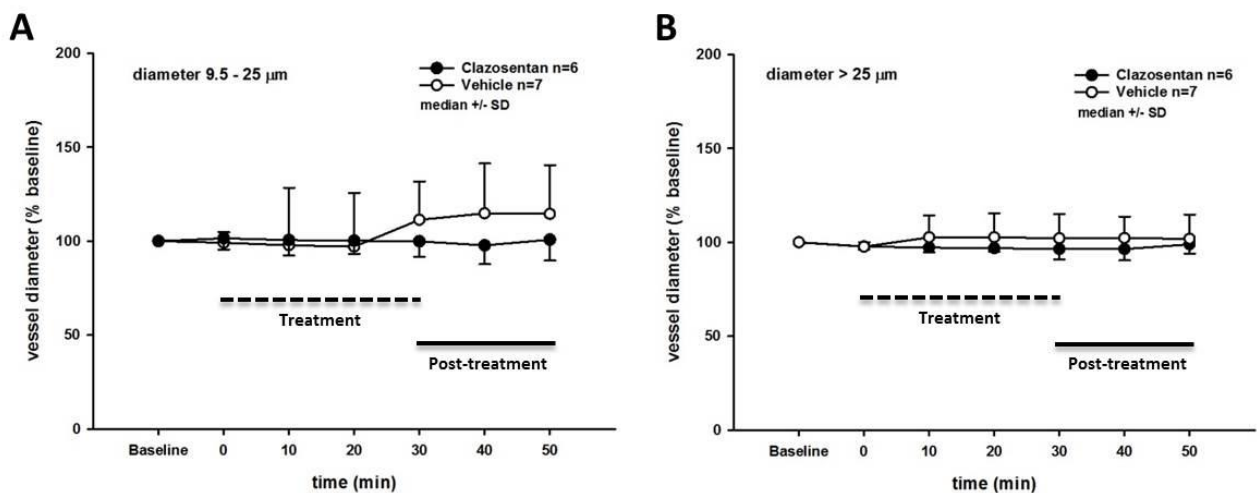 A
diameter 9.5 - 25 μm
Clazosentan n=6
Vehicle n=7
median +/- SD
vessel diameter (% baseline)
200
150
100
50
0
Treatment
Post-treatment
Baseline 0 10 20 30 40 50
time (min)
B
diameter > 25 μm
Clazosentan n=6
Vehicle n=7
median +/- SD
vessel diameter (% baseline)
200
150
100
50
0
Treatment
Post-treatment
Baseline 0 10 20 30 40 50
time (min)